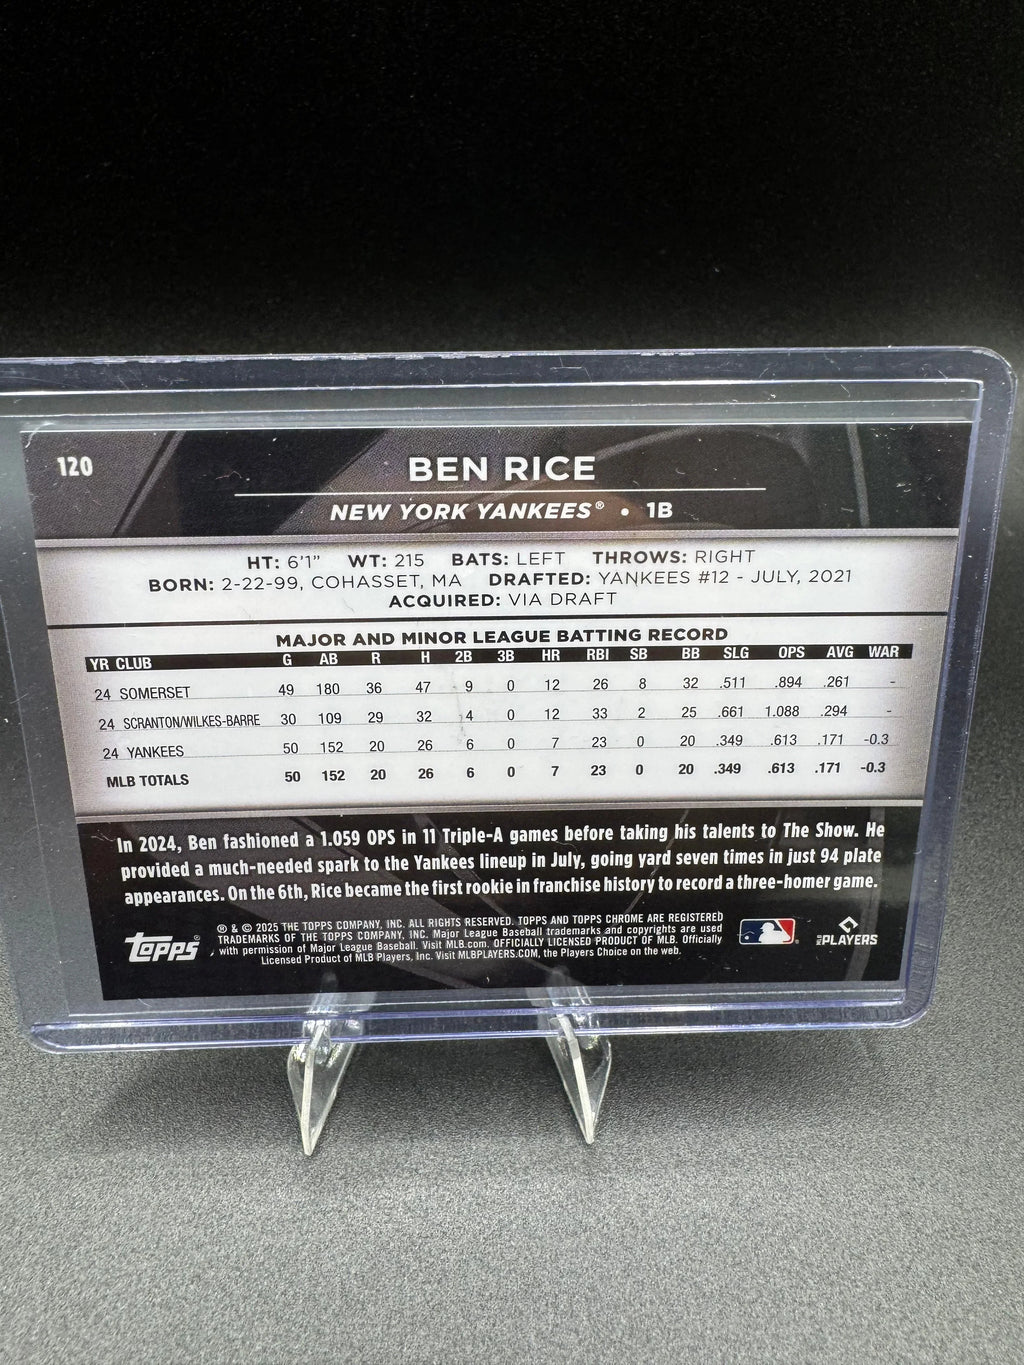 120
BEN RICE
NEW YORK YANKEES® • 1B
HT: 6'1" WT: 215 BATS: LEFT THROWS: RIGHT
BORN: 2-22-99, COHASSET, MA DRAFTED: YANKEES #12 - JULY, 2021
ACQUIRED: VIA DRAFT
MAJOR AND MINOR LEAGUE BATTING RECORD
YR CLUB G AB R H 2B 3B HR RBI SB BB SLG OPS AVG WAR
24 SOMERSET 49 180 36 47 9 0 12 26 8 32 .511 .894 .261 -
24 SCRANTON/WILKES-BARRE 30 109 29 32 4 0 12 33 2 25 .661 1.088 .294 -
24 YANKEES 50 152 20 26 6 0 7 23 0 20 .349 .613 .171 -0.3
MLB TOTALS 50 152 20 26 6 0 7 23 0 20 .349 .613 .171 -0.3
In 2024, Ben fashioned a 1.059 OPS in 11 Triple-A games before taking his talents to The Show. He
provided a much-needed spark to the Yankees lineup in July, going yard seven times in just 94 plate
appearances. On the 6th, Rice became the first rookie in franchise history to record a three-homer game.
® & © 2025 THE TOPPS COMPANY, INC. ALL RIGHTS RESERVED. TOPPS AND TOPPS CHROME ARE REGISTERED
TRADEMARKS OF THE TOPPS COMPANY, INC. Major League Baseball trademarks and copyrights are used
with permission of Major League Baseball. Visit MLB.com. OFFICIALLY LICENSED PRODUCT OF MLB. Officially
Licensed Product of MLB Players, Inc. Visit MLBPLAYERS.COM, the Players Choice on the web.
topps®
MLB PLAYERS